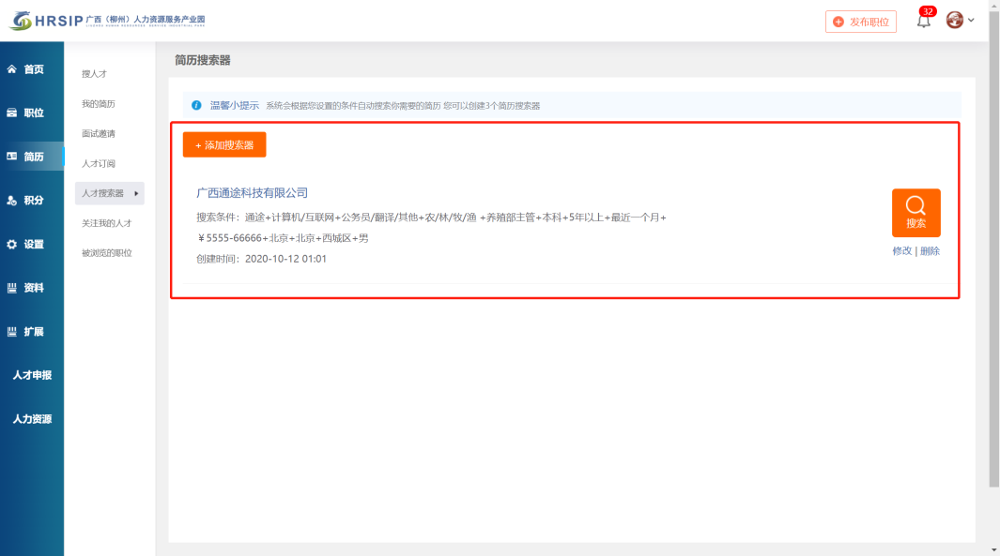 HRSIP 广西（柳州）人力资源服务产业园
发布职位
32
首页
职位
简历
积分
设置
资料
扩展
人才申报
人力资源
搜人才
我的简历
面试邀请
人才订阅
人才搜索器
关注我的人才
被浏览的职位
简历搜索器
温馨小提示 系统会根据您设置的条件自动搜索你需要的简历 您可以创建3个简历搜索器
+ 添加搜索器
广西通途科技有限公司
搜索条件：通途+计算机/互联网+公务员/翻译/其他+农/林/牧/渔 +养殖部主管+本科+5年以上+最近一个月+
￥5555-66666+北京+北京+西城区+男
创建时间：2020-10-12 01:01
搜索
修改 | 删除